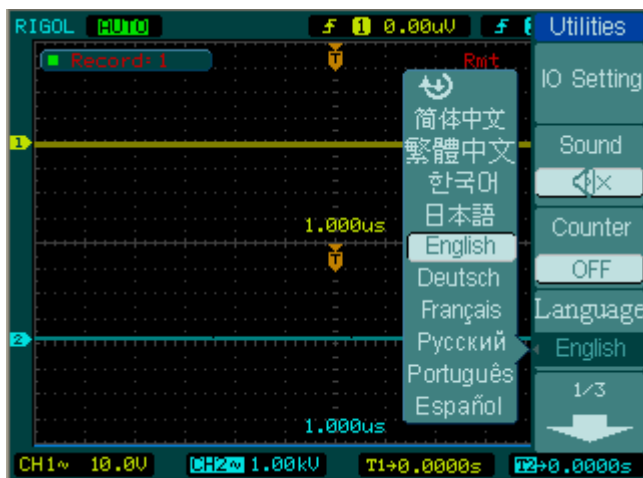 RIGOL AUTO 1 0.00uV
Utilities
Record: 1
T
Rmt
IO Setting
简体中文
繁體中文
한국어
日本語
English
Deutsch
Français
Русский
Português
Español
1
1.000us
Sound
Counter
OFF
T
Language
English
2
1/3
1.000us
CH1~ 10.0V CH2~ 1.00kV T1→0.0000s T2→0.0000s